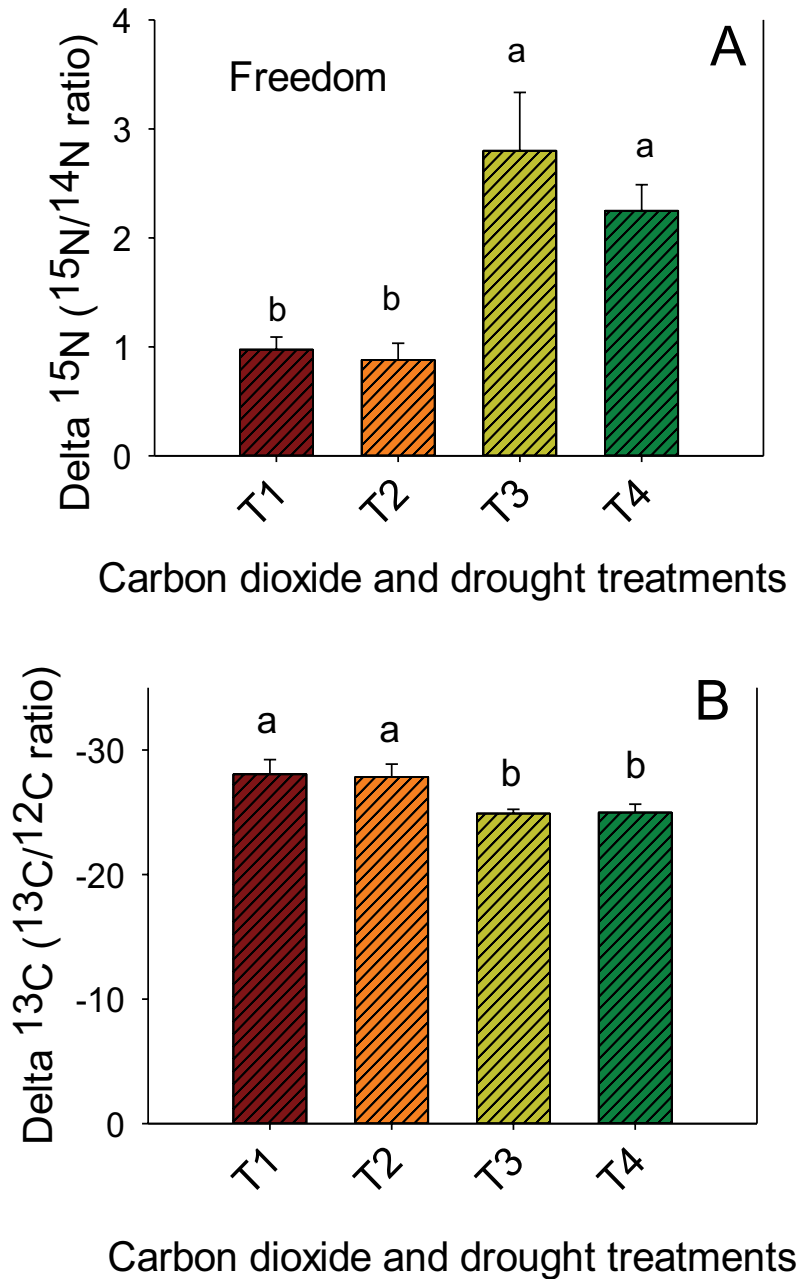 A
Freedom
4
3
2
1
0
Delta 15N (15N/14N ratio)
a
a
b
b
T1
T2
T3
T4
Carbon dioxide and drought treatments
B
-30
-20
-10
0
Delta 13C (13C/12C ratio)
a
a
b
b
T1
T2
T3
T4
Carbon dioxide and drought treatments